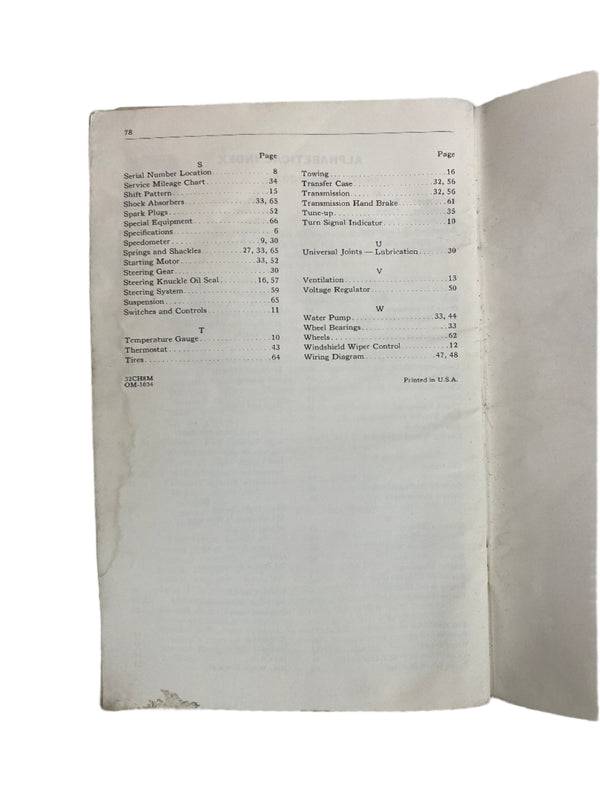 78
Page
S
Serial Number Location 8
Service Mileage Chart 34
Shift Pattern 15
Shock Absorbers 33, 65
Spark Plugs 52
Special Equipment 66
Specifications 6
Speedometer 9, 30
Springs and Shackles 27, 33, 65
Starting Motor 33, 52
Steering Gear 30
Steering Knuckle Oil Seal 16, 57
Steering System 59
Suspension 65
Switches and Controls 11
T
Temperature Gauge 10
Thermostat 43
Tires 64
32CH8M
OM-1034
Page
Towing 16
Transfer Case 32, 56
Transmission 32, 56
Transmission Hand Brake 61
Tune-up 35
Turn Signal Indicator 10
U
Universal Joints — Lubrication 30
V
Ventilation 13
Voltage Regulator 50
W
Water Pump 33, 44
Wheel Bearings 33
Wheels 62
Windshield Wiper Control 12
Wiring Diagram 47, 48
Printed in U.S.A.